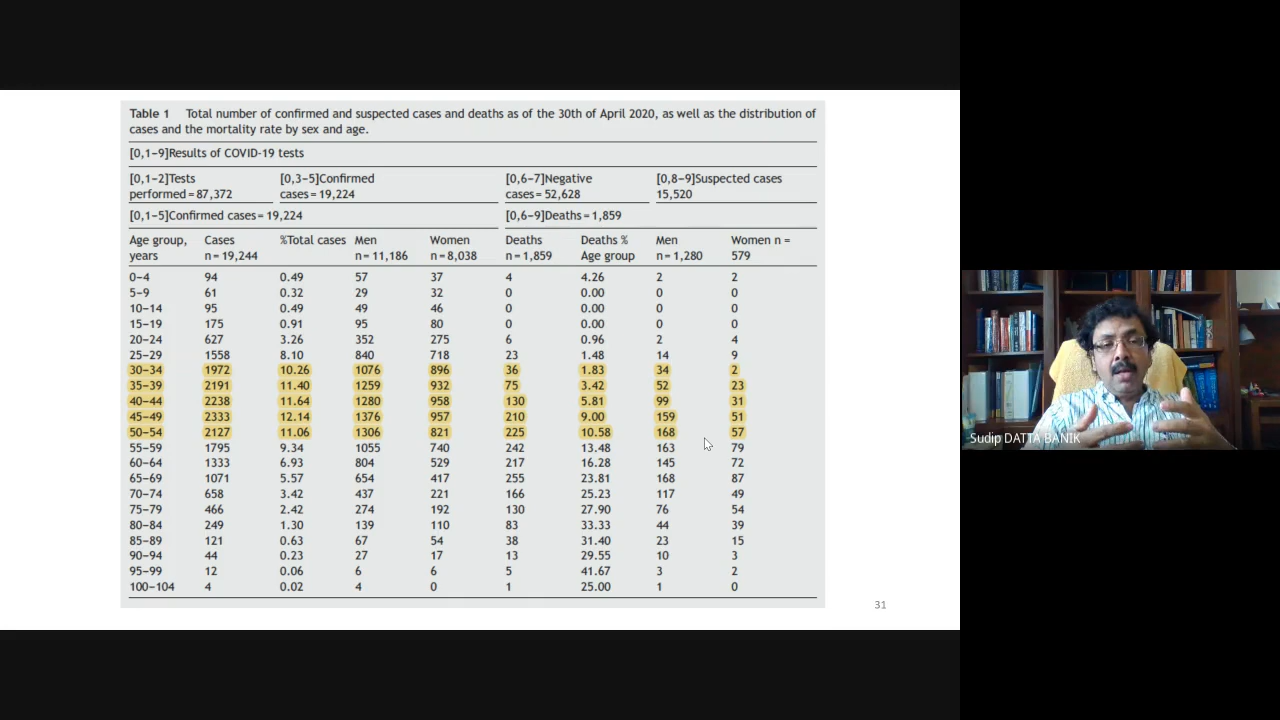 Table 1 Total number of confirmed and suspected cases and deaths as of the 30th of April 2020, as well as the distribution of
cases and the mortality rate by sex and age.
[0,1–9]Results of COVID-19 tests
[0,1–2]Tests performed=87,372 [0,3–5]Confirmed cases=19,224 [0,6–7]Negative cases=52,628 [0,8–9]Suspected cases 15,520
[0,1–5]Confirmed cases=19,224 [0,6–9]Deaths=1,859
Age group, years Cases n=19,244 %Total cases Men n=11,186 Women n=8,038 Deaths n=1,859 Deaths % Age group Men n=1,280 Women n= 579
0–4 94 0.49 57 37 4 4.26 2 2
5–9 61 0.32 29 32 0 0.00 0 0
10–14 95 0.49 49 46 0 0.00 0 0
15–19 175 0.91 95 80 0 0.00 0 0
20–24 627 3.26 352 275 6 0.96 2 4
25–29 1558 8.10 840 718 23 1.48 14 9
30–34 1972 10.26 1076 896 36 1.83 34 2
35–39 2191 11.40 1259 932 75 3.42 52 23
40–44 2238 11.64 1280 958 130 5.81 99 31
45–49 2333 12.14 1376 957 210 9.00 159 51
50–54 2127 11.06 1306 821 225 10.58 168 57
55–59 1795 9.34 1055 740 242 13.48 163 79
60–64 1333 6.93 804 529 217 16.28 145 72
65–69 1071 5.57 654 417 255 23.81 168 87
70–74 658 3.42 437 221 166 25.23 117 49
75–79 466 2.42 274 192 130 27.90 76 54
80–84 249 1.30 139 110 83 33.33 44 39
85–89 121 0.63 67 54 38 31.40 23 15
90–94 44 0.23 27 17 13 29.55 10 3
95–99 12 0.06 6 6 5 41.67 3 2
100–104 4 0.02 4 0 1 25.00 1 0
31
Sudip DATTA BANIK